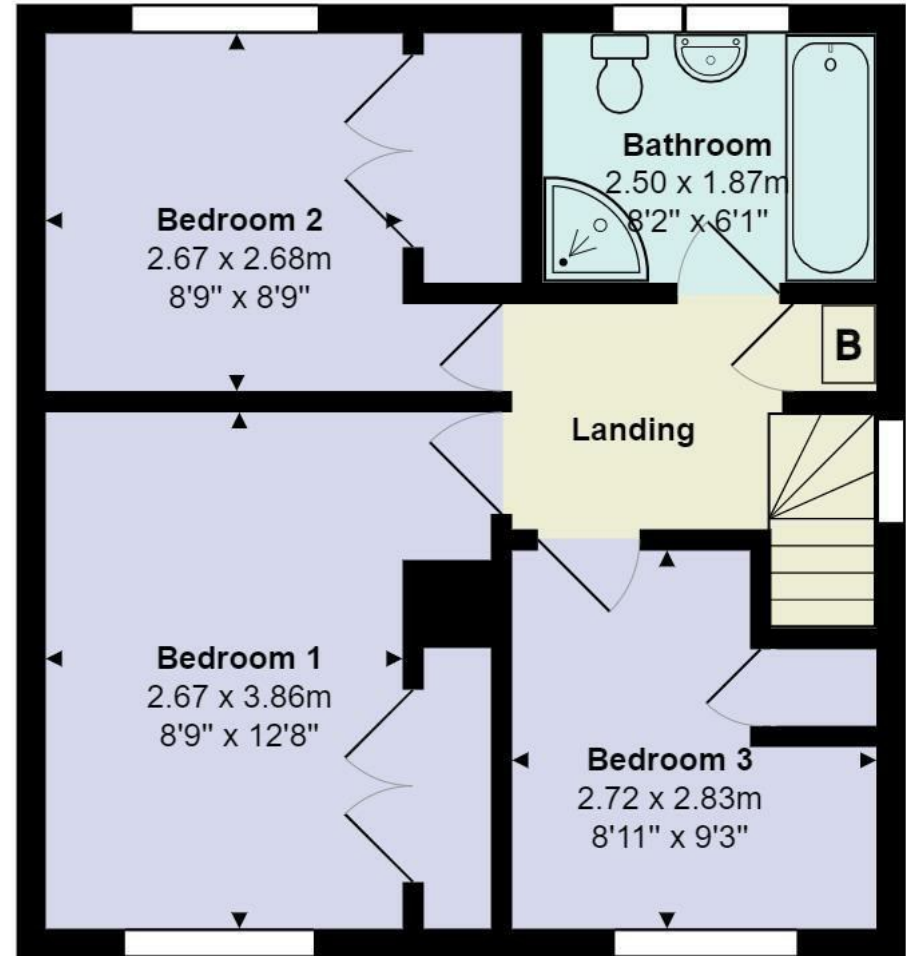 Bathroom
2.50 x 1.87m
8'2" x 6'1"
Bedroom 2
2.67 x 2.68m
8'9" x 8'9"
B
Landing
Bedroom 1
2.67 x 3.86m
8'9" x 12'8"
Bedroom 3
2.72 x 2.83m
8'11" x 9'3"